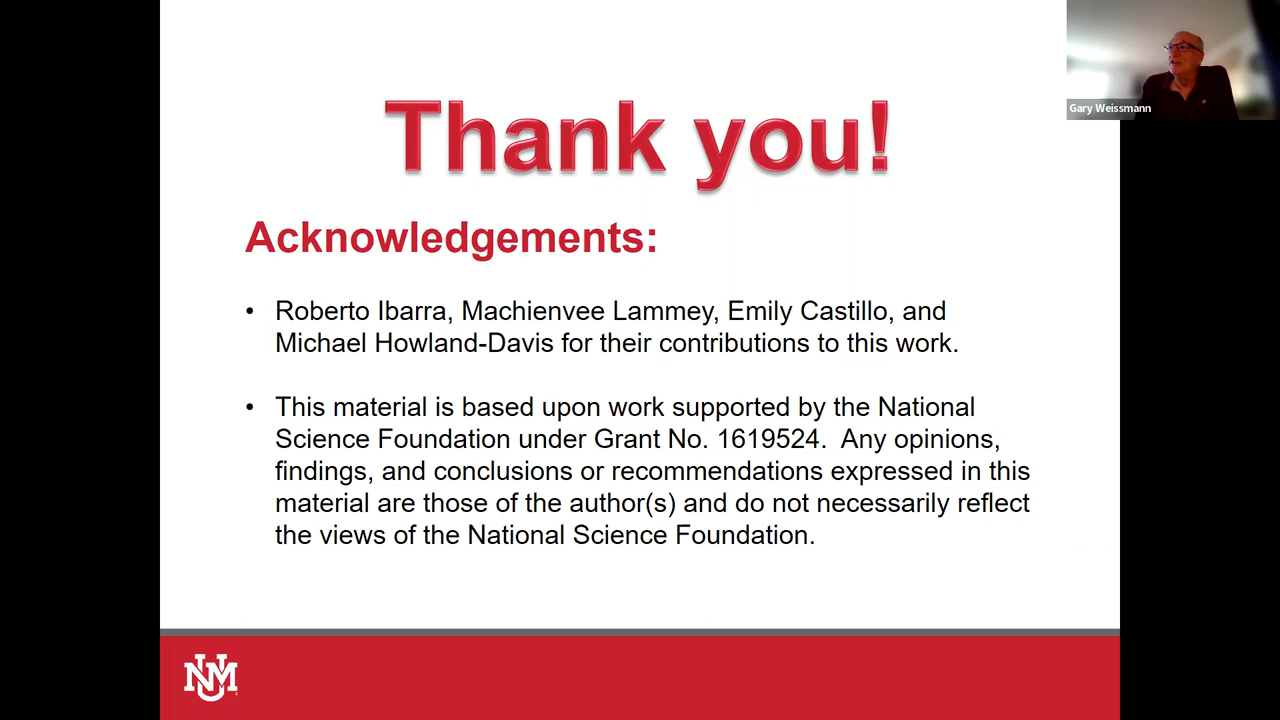 Thank you!
Gary Weissmann
Acknowledgements:
• Roberto Ibarra, Machienvee Lammey, Emily Castillo, and
Michael Howland-Davis for their contributions to this work.
• This material is based upon work supported by the National
Science Foundation under Grant No. 1619524.  Any opinions,
findings, and conclusions or recommendations expressed in this
material are those of the author(s) and do not necessarily reflect
the views of the National Science Foundation.
UNM